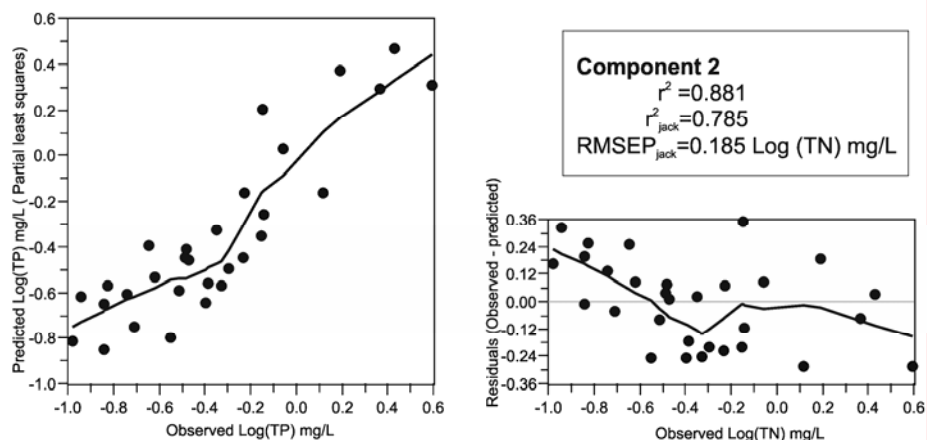 0.6
0.4
0.2
0.0
-0.2
-0.4
-0.6
-0.8
-1.0
Predicted Log(TP) mg/L ( Partial least squares)
-1.0 -0.8 -0.6 -0.4 -0.2 0.0 0.2 0.4 0.6
Observed Log(TP) mg/L
Component 2
r² =0.881
r²jack=0.785
RMSEPjack=0.185 Log (TN) mg/L
0.36
0.24
0.12
0.00
-0.12
-0.24
-0.36
Residuals (Observed - predicted)
-1.0 -0.8 -0.6 -0.4 -0.2 0.0 0.2 0.4 0.6
Observed Log(TN) mg/L